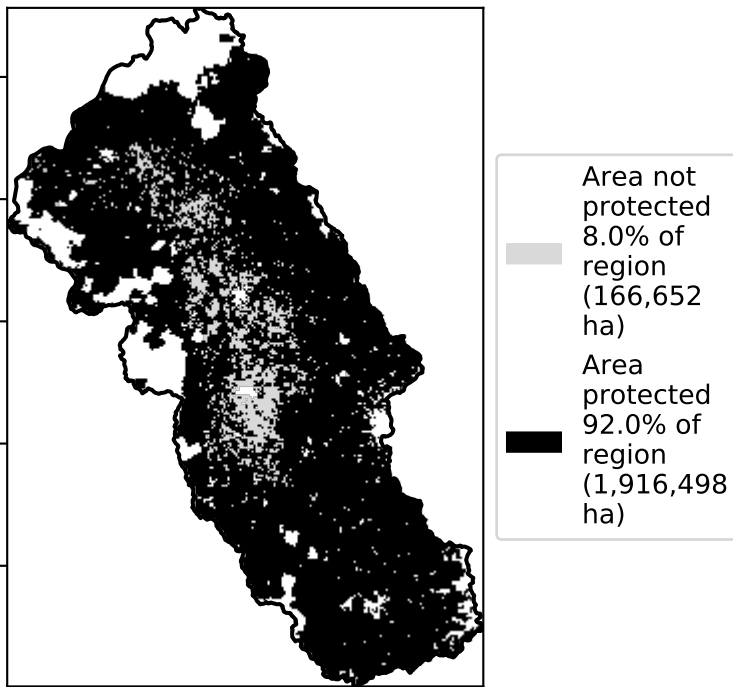 Area not
protected
8.0% of
region
(166,652
ha)
Area
protected
92.0% of
region
(1,916,498
ha)